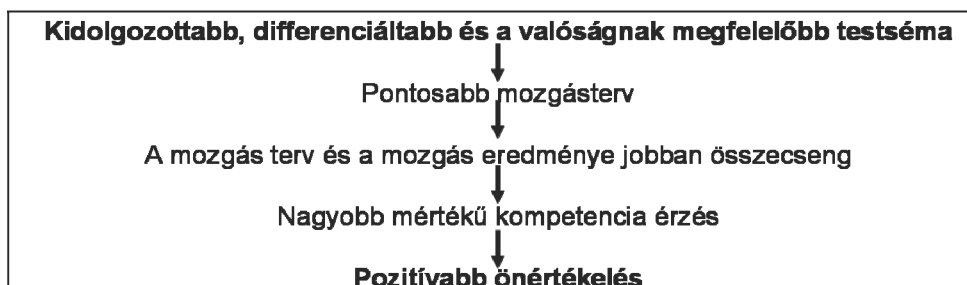 Kidolgozottabb, differenciáltabb és a valóságnak megfelelőbb testséma
Pontosabb mozgásterv
A mozgás terv és a mozgás eredménye jobban összecseng
Nagyobb mértékű kompetencia érzés
Pozitívabb önértékelés